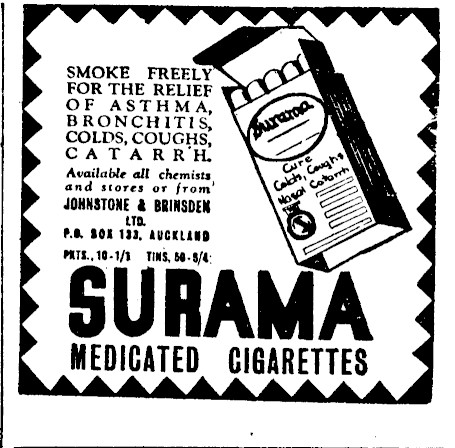 SMOKE FREELY
FOR THE RELIEF
OF ASTHMA,
BRONCHITIS,
COLDS, COUGHS,
CATARRH.
Available all chemists
and stores or from
JOHNSTONE & BRINSDEN
LTD.
P.O. BOX 133, AUCKLAND
PKTS., 10-1/3 TINS, 50-5/4
Surama
Cure
Colds, Coughs
Nasal Catarrh
SURAMA
MEDICATED CIGARETTES